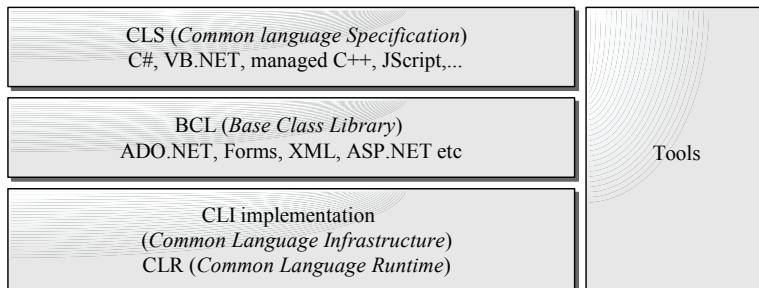 CLS (Common language Specification)
C#, VB.NET, managed C++, JScript,...
BCL (Base Class Library)
ADO.NET, Forms, XML, ASP.NET etc
CLI implementation
(Common Language Infrastructure)
CLR (Common Language Runtime)
Tools